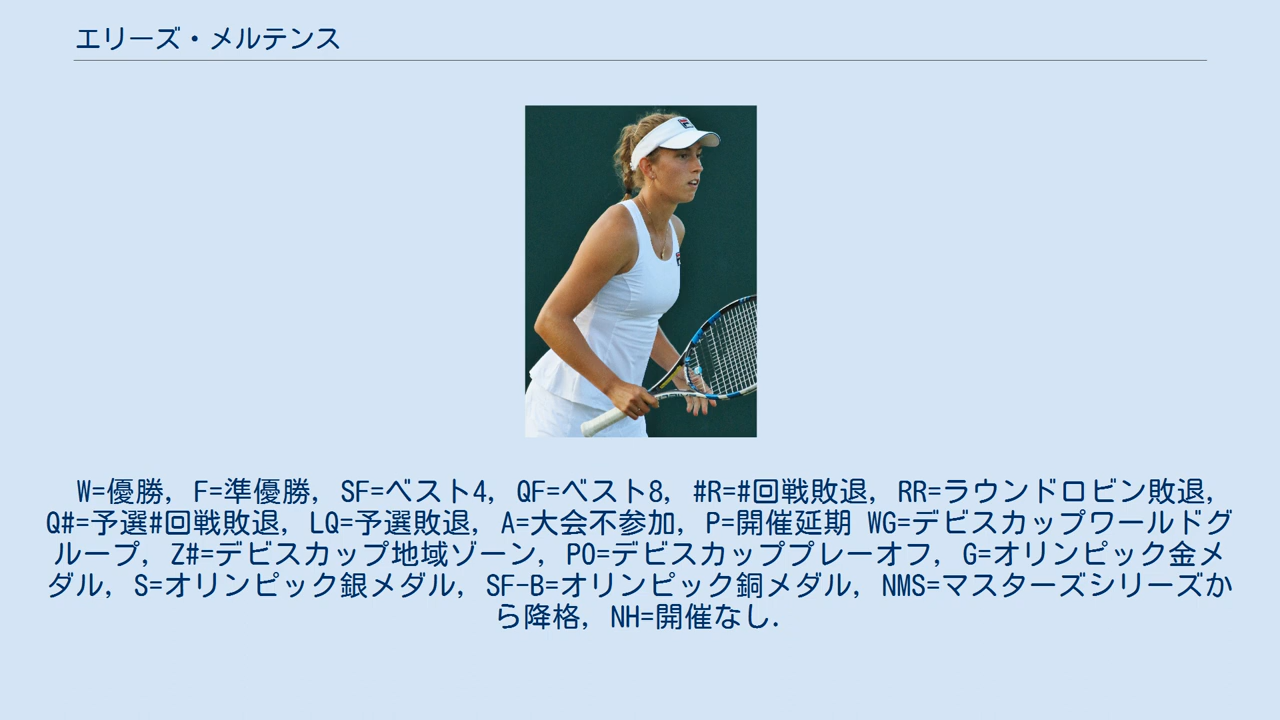 エリーズ・メルテンス
W=優勝, F=準優勝, SF=ベスト4, QF=ベスト8, #R=#回戦敗退, RR=ラウンドロビン敗退,
Q#=予選#回戦敗退, LQ=予選敗退, A=大会不参加, P=開催延期 WG=デビスカップワールドグ
ループ, Z#=デビスカップ地域ゾーン, PO=デビスカッププレーオフ, G=オリンピック金メ
ダル, S=オリンピック銀メダル, SF-B=オリンピック銅メダル, NMS=マスターズシリーズか
ら降格, NH=開催なし.